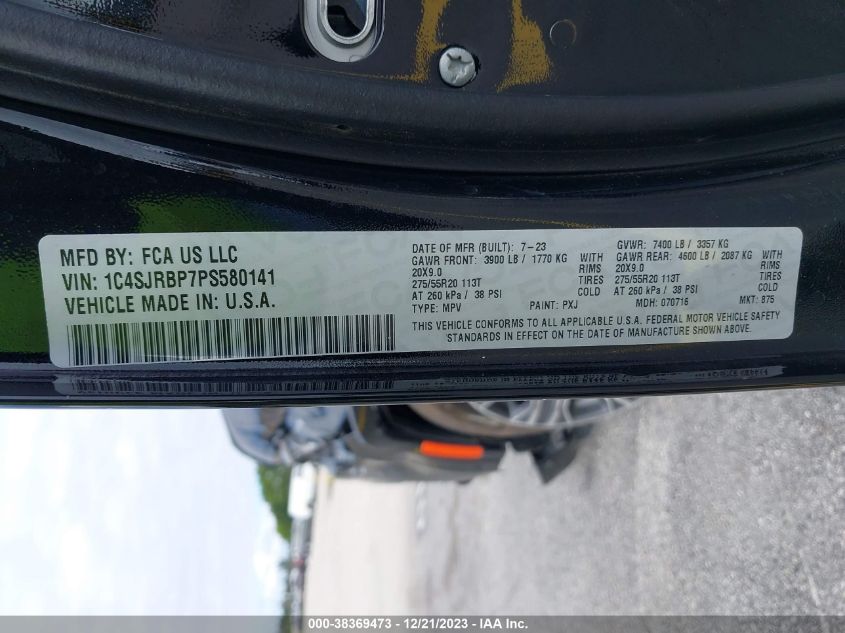 MFD BY: FCA US LLC
VIN: 1C4SJRBP7PS580141
VEHICLE MADE IN: U.S.A.
DATE OF MFR (BUILT): 7-23 GVWR: 7400 LB / 3357 KG
GAWR FRONT: 3900 LB / 1770 KG WITH GAWR REAR: 4600 LB / 2087 KG WITH
20X9.0 RIMS 20X9.0 RIMS
275/55R20 113T TIRES 275/55R20 113T TIRES
AT 260 kPa / 38 PSI COLD AT 260 kPa / 38 PSI COLD
TYPE: MPV PAINT: PXJ MDH: 070716 MKT: 875
THIS VEHICLE CONFORMS TO ALL APPLICABLE U.S.A. FEDERAL MOTOR VEHICLE SAFETY
STANDARDS IN EFFECT ON THE DATE OF MANUFACTURE SHOWN ABOVE.
000-38369473 - 12/21/2023 - IAA Inc.